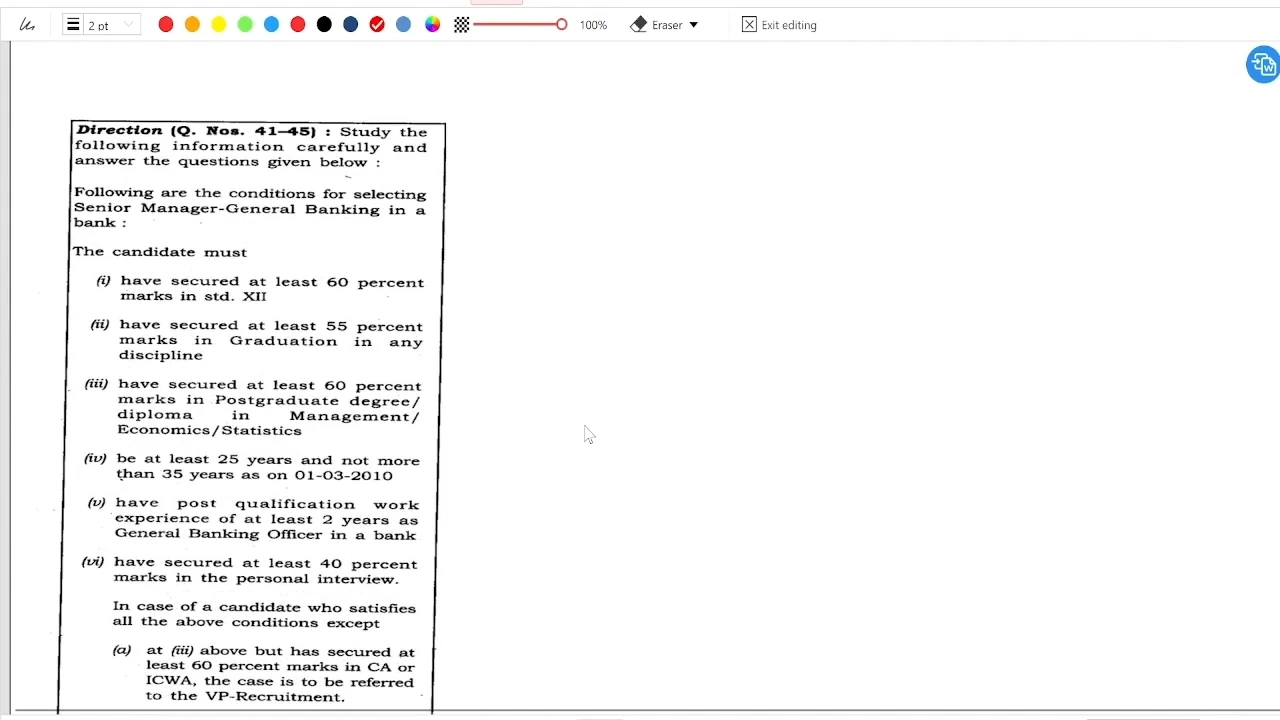 2 pt
100%
Eraser
Exit editing
Direction (Q. Nos. 41–45) : Study the
following information carefully and
answer the questions given below :
Following are the conditions for selecting
Senior Manager-General Banking in a
bank :
The candidate must
(i) have secured at least 60 percent
marks in std. XII
(ii) have secured at least 55 percent
marks in Graduation in any
discipline
(iii) have secured at least 60 percent
marks in Postgraduate degree/
diploma in Management/
Economics/Statistics
(iv) be at least 25 years and not more
than 35 years as on 01-03-2010
(v) have post qualification work
experience of at least 2 years as
General Banking Officer in a bank
(vi) have secured at least 40 percent
marks in the personal interview.
In case of a candidate who satisfies
all the above conditions except
(a) at (iii) above but has secured at
least 60 percent marks in CA or
ICWA, the case is to be referred
to the VP-Recruitment.